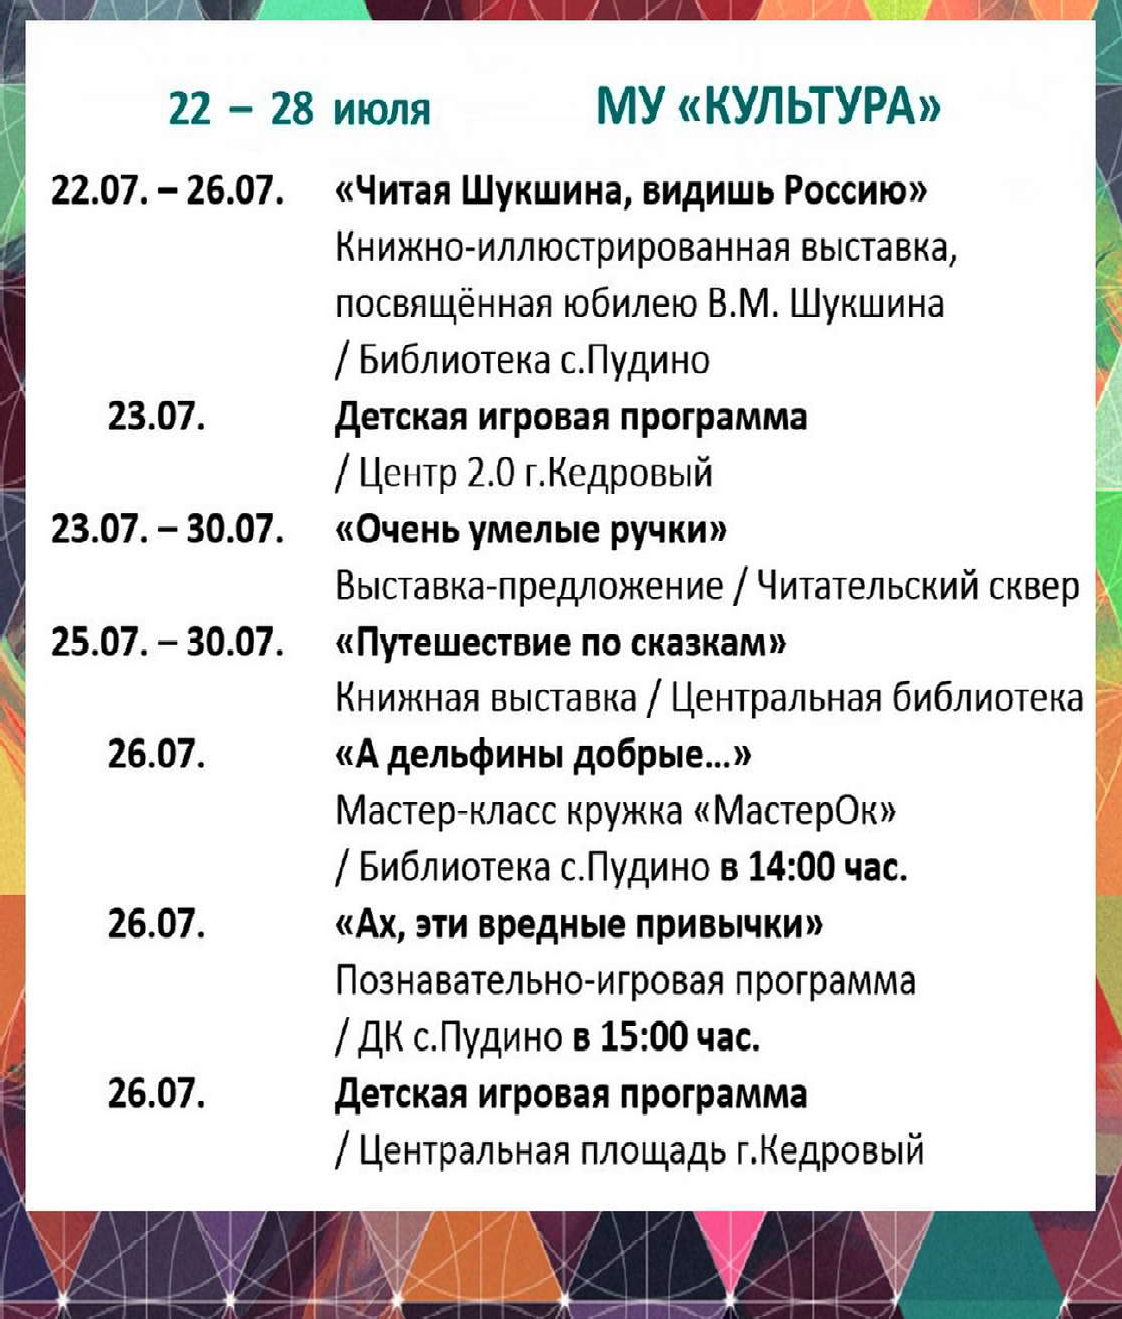 22 – 28 июля МУ «КУЛЬТУРА»
22.07. – 26.07. «Читая Шукшина, видишь Россию»
Книжно-иллюстрированная выставка,
посвящённая юбилею В.М. Шукшина
/ Библиотека с.Пудино
23.07. Детская игровая программа
/ Центр 2.0 г.Кедровый
23.07. – 30.07. «Очень умелые ручки»
Выставка-предложение / Читательский сквер
25.07. – 30.07. «Путешествие по сказкам»
Книжная выставка / Центральная библиотека
26.07. «А дельфины добрые...»
Мастер-класс кружка «МастерОк»
/ Библиотека с.Пудино в 14:00 час.
26.07. «Ах, эти вредные привычки»
Познавательно-игровая программа
/ ДК с.Пудино в 15:00 час.
26.07. Детская игровая программа
/ Центральная площадь г.Кедровый